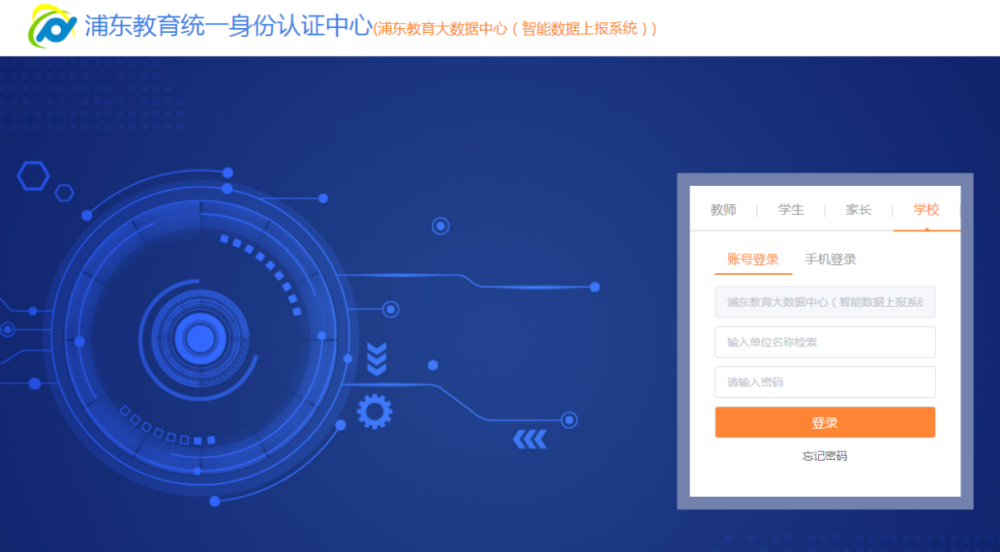 浦东教育统一身份认证中心(浦东教育大数据中心（智能数据上报系统）)
教师 学生 家长 学校
账号登录 手机登录
浦东教育大数据中心（智能数据上报系统
输入单位名称检索
请输入密码
登录
忘记密码